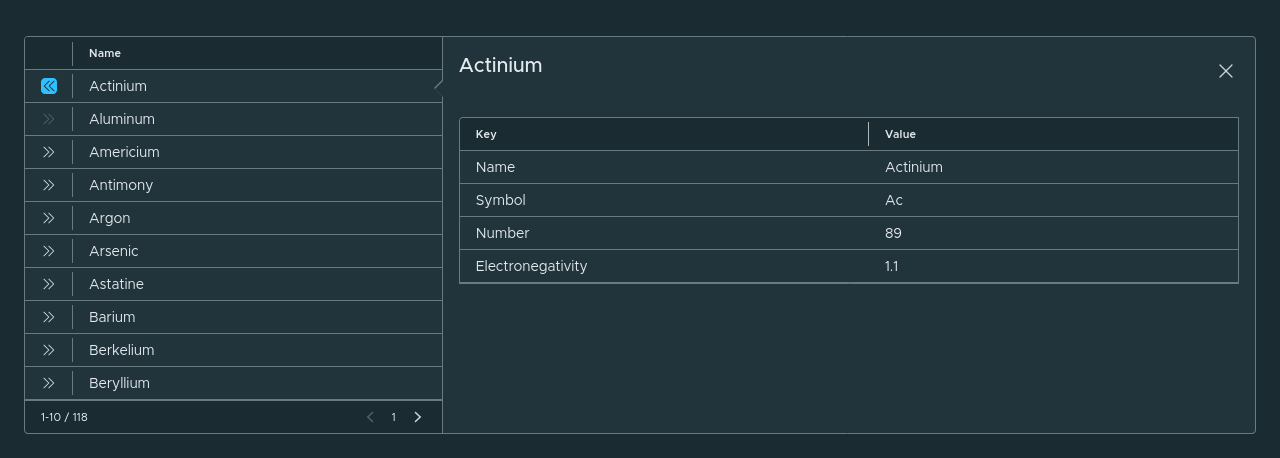 Name
Actinium
Aluminum
Americium
Antimony
Argon
Arsenic
Astatine
Barium
Berkelium
Beryllium
1-10 / 118
1
Actinium
Key Value
Name Actinium
Symbol Ac
Number 89
Electronegativity 1.1